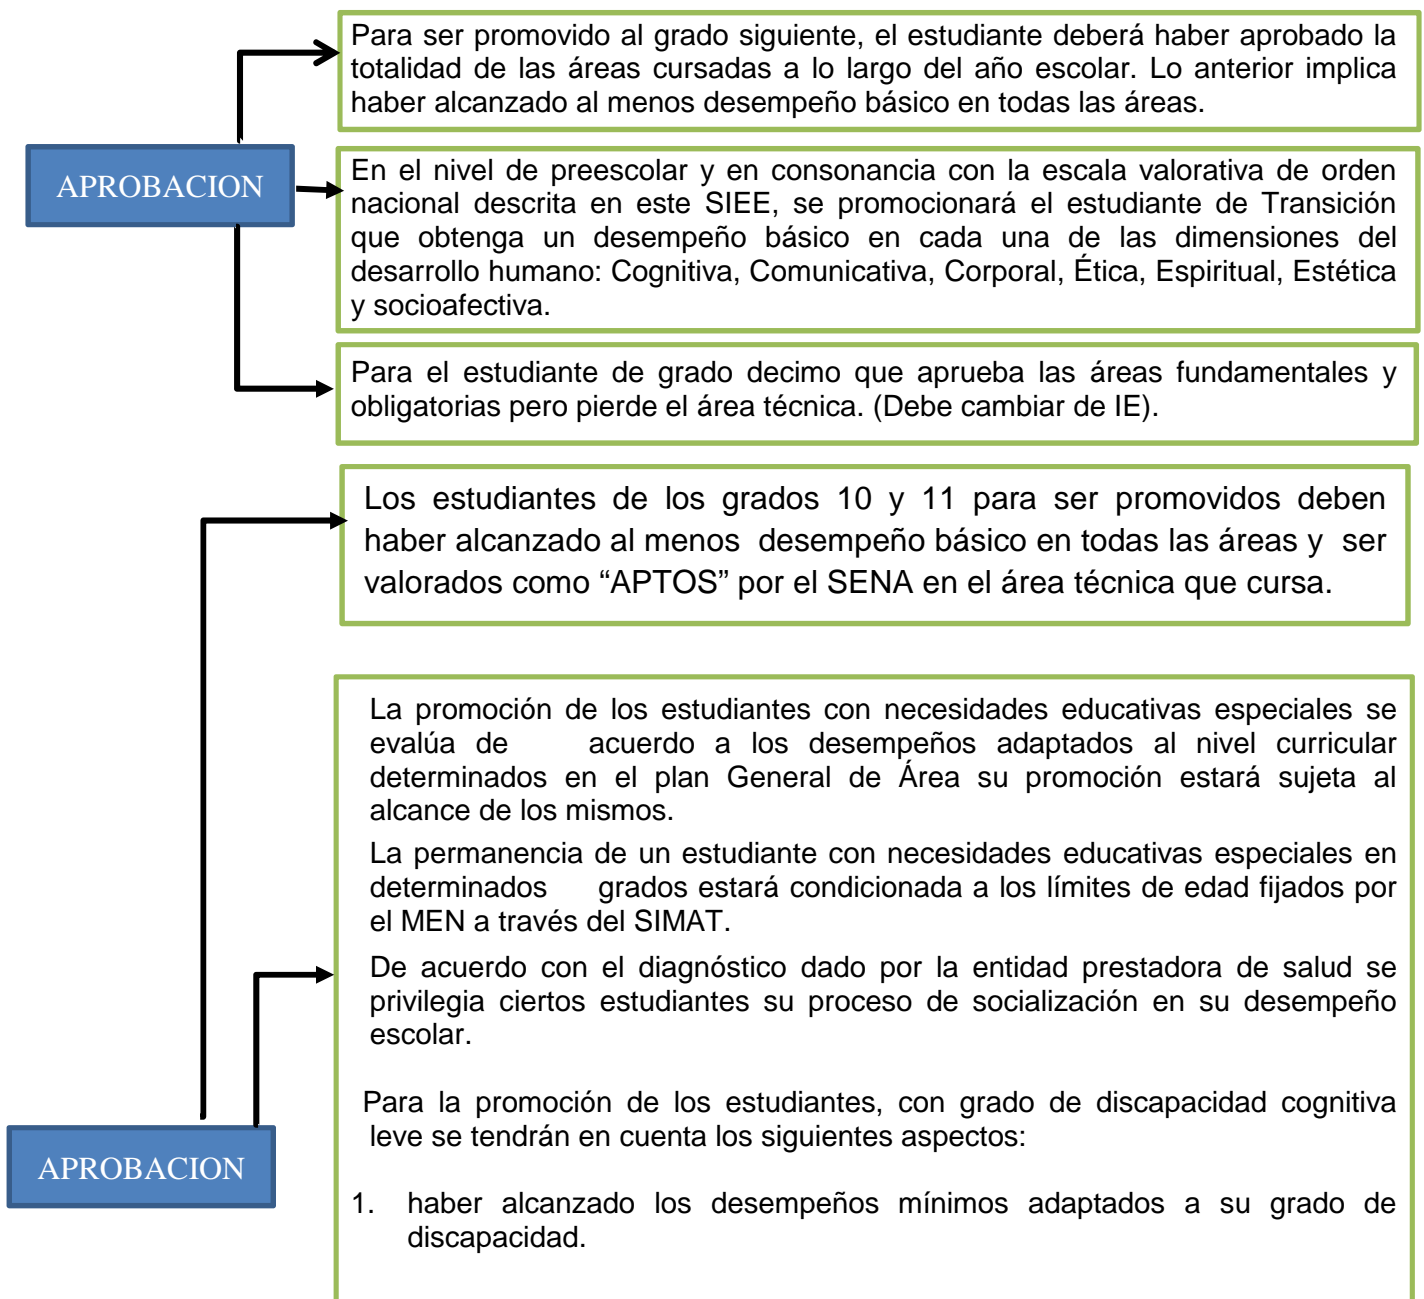 Para ser promovido al grado siguiente, el estudiante deberá haber aprobado la
totalidad de las áreas cursadas a lo largo del año escolar. Lo anterior implica
haber alcanzado al menos desempeño básico en todas las áreas.
APROBACION
En el nivel de preescolar y en consonancia con la escala valorativa de orden
nacional descrita en este SIEE, se promocionará el estudiante de Transición
que obtenga un desempeño básico en cada una de las dimensiones del
desarrollo humano: Cognitiva, Comunicativa, Corporal, Ética, Espiritual, Estética
y socioafectiva.
Para el estudiante de grado decimo que aprueba las áreas fundamentales y
obligatorias pero pierde el área técnica. (Debe cambiar de IE).
Los estudiantes de los grados 10 y 11 para ser promovidos deben
haber alcanzado al menos desempeño básico en todas las áreas y ser
valorados como “APTOS” por el SENA en el área técnica que cursa.
La promoción de los estudiantes con necesidades educativas especiales se
evalúa de acuerdo a los desempeños adaptados al nivel curricular
determinados en el plan General de Área su promoción estará sujeta al
alcance de los mismos.
La permanencia de un estudiante con necesidades educativas especiales en
determinados grados estará condicionada a los límites de edad fijados por
el MEN a través del SIMAT.
De acuerdo con el diagnóstico dado por la entidad prestadora de salud se
privilegia ciertos estudiantes su proceso de socialización en su desempeño
escolar.
Para la promoción de los estudiantes, con grado de discapacidad cognitiva
leve se tendrán en cuenta los siguientes aspectos:
APROBACION
1. haber alcanzado los desempeños mínimos adaptados a su grado de
discapacidad.